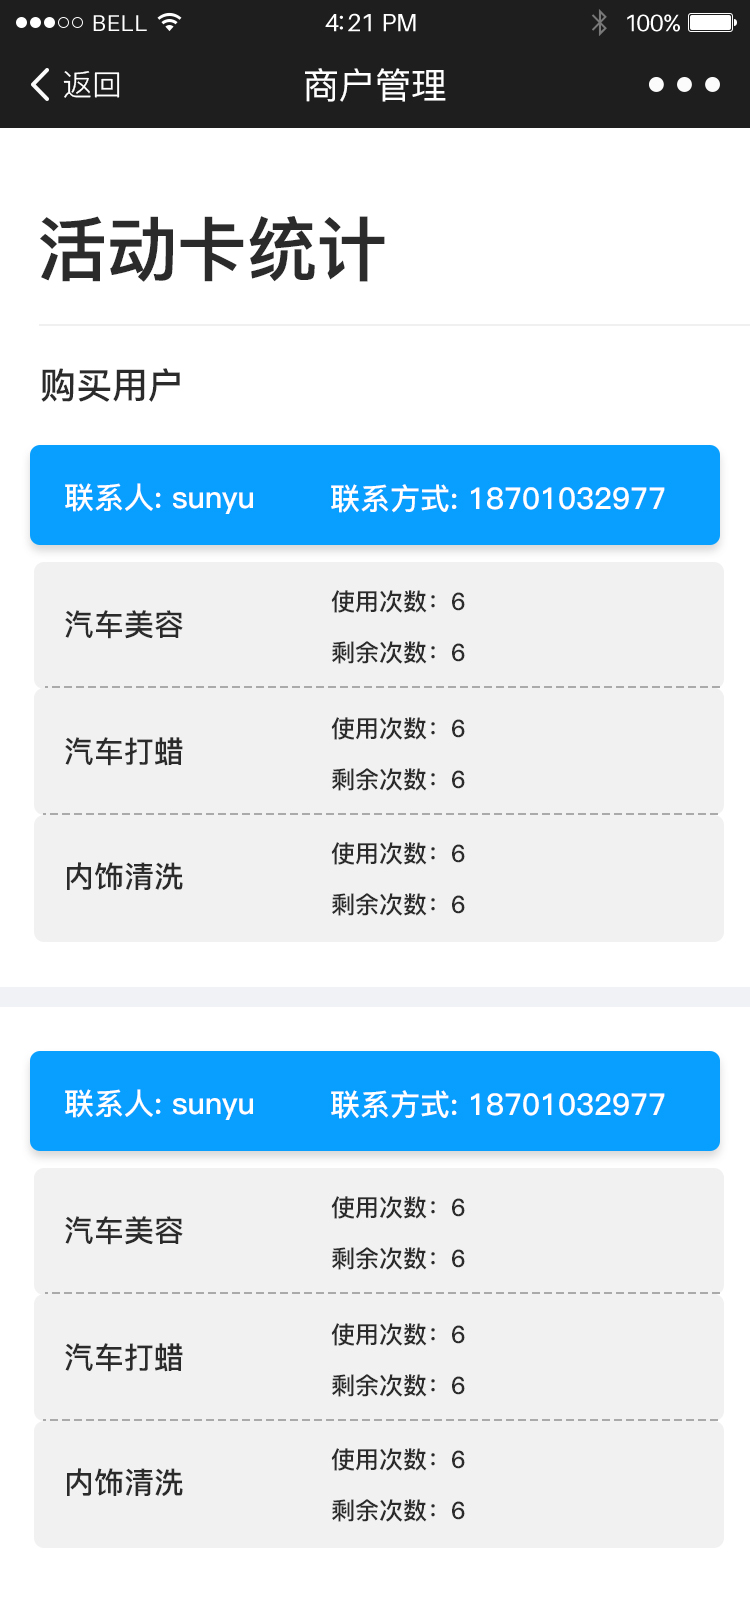 BELL 4:21 PM 100%
返回 商户管理
活动卡统计
购买用户
联系人: sunyu 联系方式: 18701032977
汽车美容
使用次数：6
剩余次数：6
汽车打蜡
使用次数：6
剩余次数：6
内饰清洗
使用次数：6
剩余次数：6
联系人: sunyu 联系方式: 18701032977
汽车美容
使用次数：6
剩余次数：6
汽车打蜡
使用次数：6
剩余次数：6
内饰清洗
使用次数：6
剩余次数：6